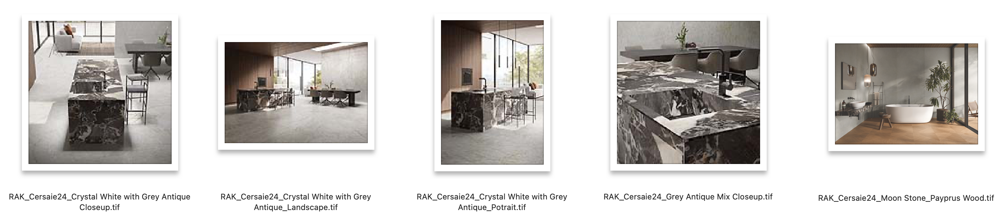 RAK_Cersaie24_Crystal White with Grey Antique
Closeup.tif
RAK_Cersaie24_Crystal White with Grey
Antique_Landscape.tif
RAK_Cersaie24_Crystal White with Grey
Antique_Potrait.tif
RAK_Cersaie24_Grey Antique Mix Closeup.tif
RAK_Cersaie24_Moon Stone_Payprus Wood.tif